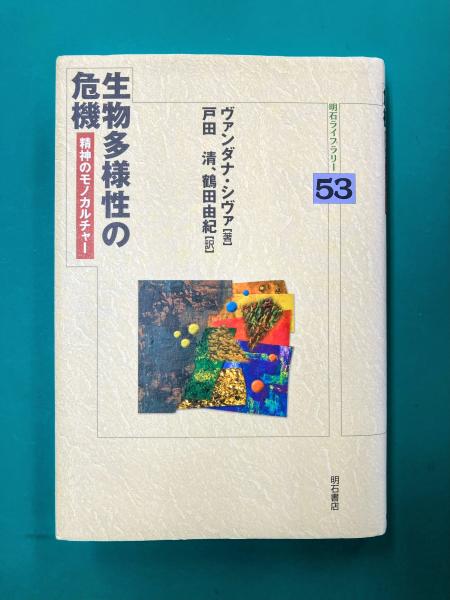 明石ライブラリー
53
ヴァンダナ・シヴァ【著】
戸田 清、鶴田由紀【訳】
生物多様性の
危機
精神のモノカルチャー
明石書店